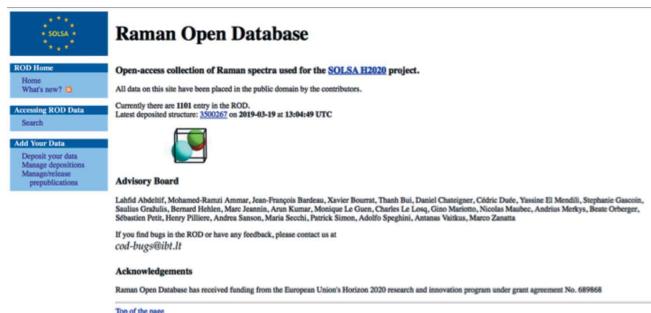 SOLSA
Raman Open Database
ROD Home
Home
What's new?
Accessing ROD Data
Search
Add Your Data
Deposit your data
Manage depositions
Manage/release
prepublications
Open-access collection of Raman spectra used for the SOLSA H2020 project.
All data on this site have been placed in the public domain by the contributors.
Currently there are 1101 entry in the ROD.
Latest deposited structure: 3500267 on 2019-03-19 at 13:04:49 UTC
Advisory Board
Lahfid Abdeltif, Mohamed-Ramzi Ammar, Jean-François Bardeau, Xavier Bourrat, Thanh Bui, Daniel Chateigner, Cédric Duée, Yassine El Mendili, Stephanie Gascoin,
Saulius Gražulis, Bernard Hehlen, Marc Jeannin, Arun Kumar, Monique Le Guen, Charles Le Losq, Gino Mariotto, Nicolas Maubec, Andrius Merkys, Beate Orberger,
Sébastien Petit, Henry Pilliere, Andrea Sanson, Maria Secchi, Patrick Simon, Adolfo Speghini, Antanas Vaitkus, Marco Zanatta
If you find bugs in the ROD or have any feedback, please contact us at
cod-bugs@ibt.lt
Acknowledgements
Raman Open Database has received funding from the European Union's Horizon 2020 research and innovation program under grant agreement No. 689868
Top of the page